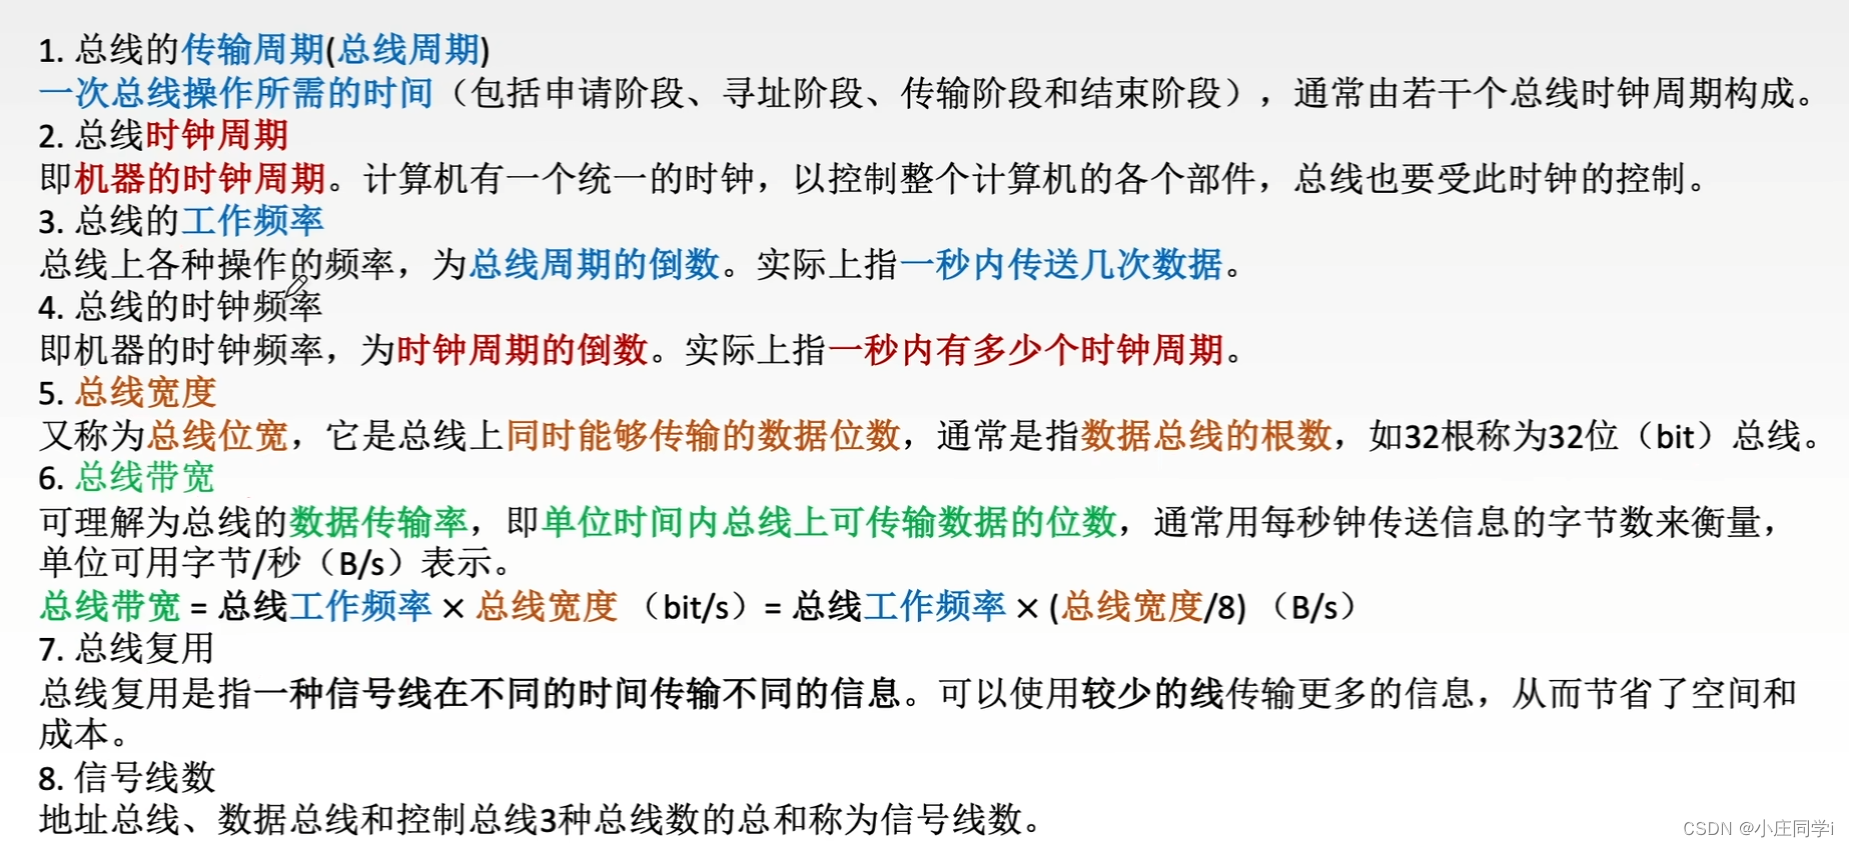 1. 总线的传输周期(总线周期)
一次总线操作所需的时间（包括申请阶段、寻址阶段、传输阶段和结束阶段），通常由若干个总线时钟周期构成。
2. 总线时钟周期
即机器的时钟周期。计算机有一个统一的时钟，以控制整个计算机的各个部件，总线也要受此时钟的控制。
3. 总线的工作频率
总线上各种操作的频率，为总线周期的倒数。实际上指一秒内传送几次数据。
4. 总线的时钟频率
即机器的时钟频率，为时钟周期的倒数。实际上指一秒内有多少个时钟周期。
5. 总线宽度
又称为总线位宽，它是总线上同时能够传输的数据位数，通常是指数据总线的根数，如32根称为32位（bit）总线。
6. 总线带宽
可理解为总线的数据传输率，即单位时间内总线上可传输数据的位数，通常用每秒钟传送信息的字节数来衡量，
单位可用字节/秒（B/s）表示。
总线带宽 = 总线工作频率 × 总线宽度 （bit/s）= 总线工作频率 × (总线宽度/8) （B/s）
7. 总线复用
总线复用是指一种信号线在不同的时间传输不同的信息。可以使用较少的线传输更多的信息，从而节省了空间和
成本。
8. 信号线数
地址总线、数据总线和控制总线3种总线数的总和称为信号线数。
CSDN @小庄同学i